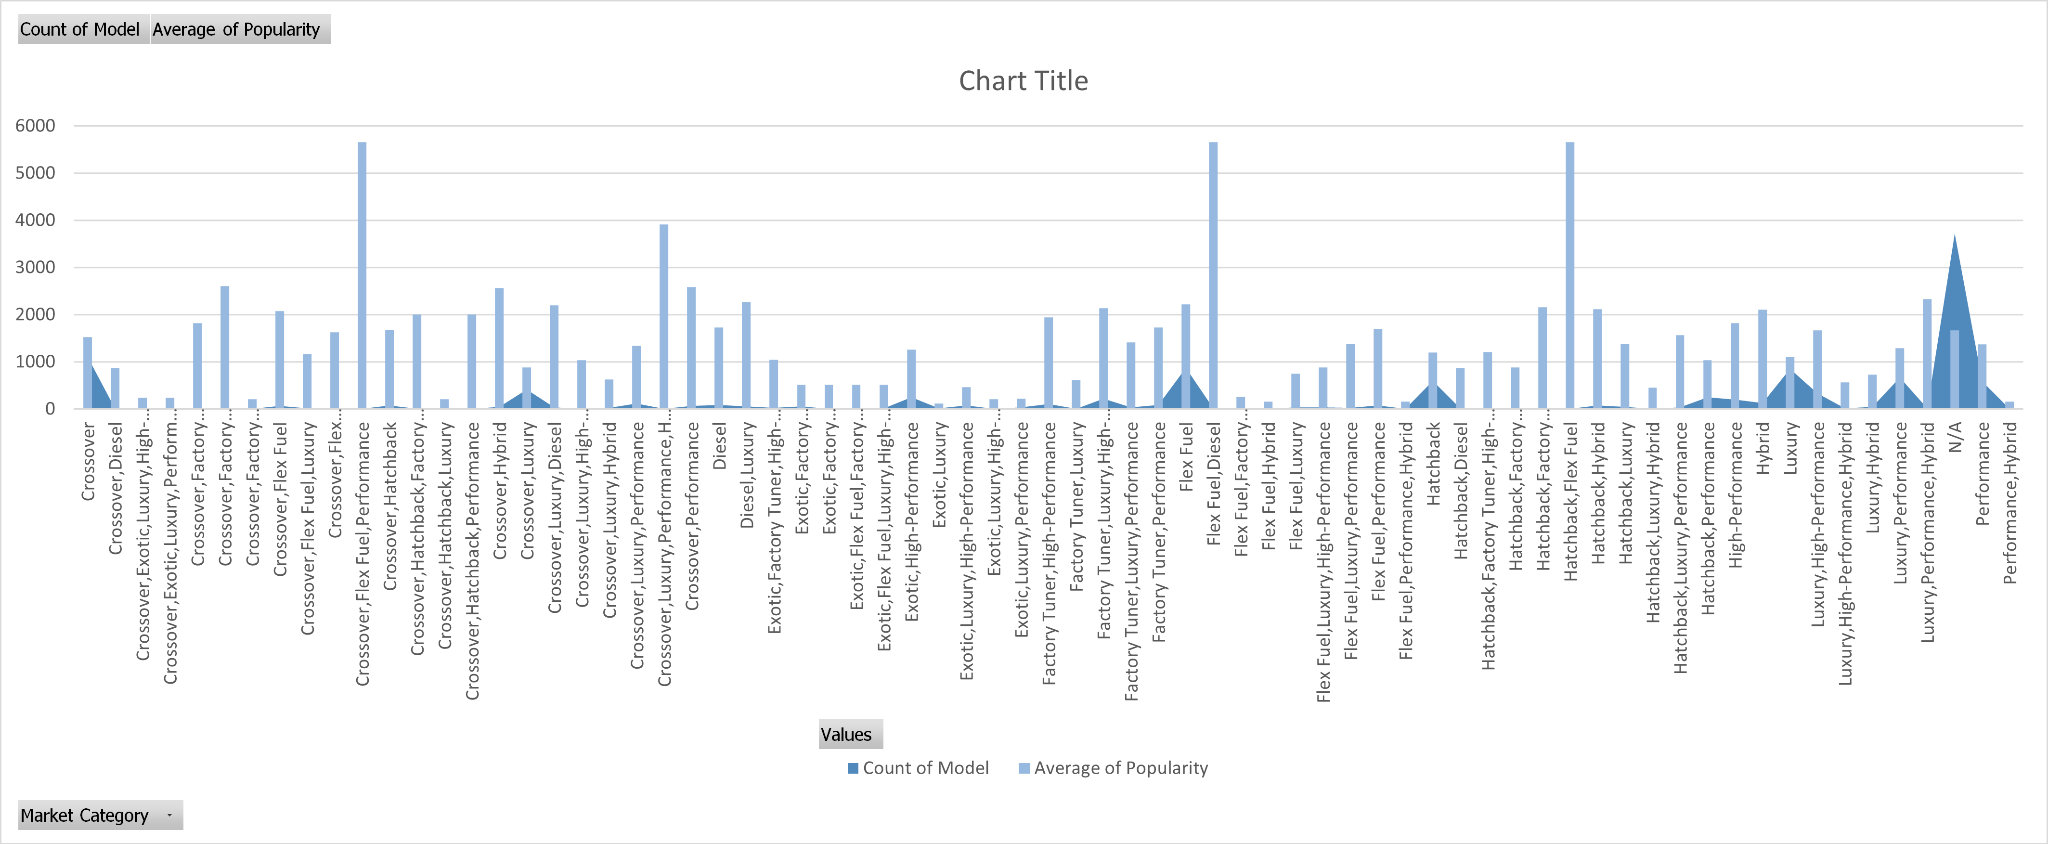 Count of Model Average of Popularity
Chart Title
6000
5000
4000
3000
2000
1000
0
Crossover
Crossover,Diesel
Crossover,Exotic,Luxury,High-…
Crossover,Exotic,Luxury,Perform…
Crossover,Factory…
Crossover,Factory…
Crossover,Factory…
Crossover,Flex Fuel
Crossover,Flex Fuel,Luxury
Crossover,Flex…
Crossover,Flex Fuel,Performance
Crossover,Hatchback
Crossover,Hatchback,Factory…
Crossover,Hatchback,Luxury
Crossover,Hatchback,Performance
Crossover,Hybrid
Crossover,Luxury
Crossover,Luxury,Diesel
Crossover,Luxury,High-…
Crossover,Luxury,Hybrid
Crossover,Luxury,Performance
Crossover,Luxury,Performance,H…
Crossover,Performance
Diesel
Diesel,Luxury
Exotic,Factory Tuner,High-…
Exotic,Factory…
Exotic,Factory…
Exotic,Flex Fuel,Factory…
Exotic,Flex Fuel,Luxury,High-…
Exotic,High-Performance
Exotic,Luxury
Exotic,Luxury,High-Performance
Exotic,Luxury,High-…
Exotic,Luxury,Performance
Factory Tuner,High-Performance
Factory Tuner,Luxury
Factory Tuner,Luxury,High-…
Factory Tuner,Luxury,Performance
Factory Tuner,Performance
Flex Fuel
Flex Fuel,Diesel
Flex Fuel,Factory…
Flex Fuel,Hybrid
Flex Fuel,Luxury
Flex Fuel,Luxury,High-Performance
Flex Fuel,Luxury,Performance
Flex Fuel,Performance
Flex Fuel,Performance,Hybrid
Hatchback
Hatchback,Diesel
Hatchback,Factory Tuner,High-…
Hatchback,Factory…
Hatchback,Factory…
Hatchback,Flex Fuel
Hatchback,Hybrid
Hatchback,Luxury
Hatchback,Luxury,Hybrid
Hatchback,Luxury,Performance
Hatchback,Performance
High-Performance
Hybrid
Luxury
Luxury,High-Performance
Luxury,High-Performance,Hybrid
Luxury,Hybrid
Luxury,Performance
Luxury,Performance,Hybrid
N/A
Performance
Performance,Hybrid
Values
Count of Model Average of Popularity
Market Category